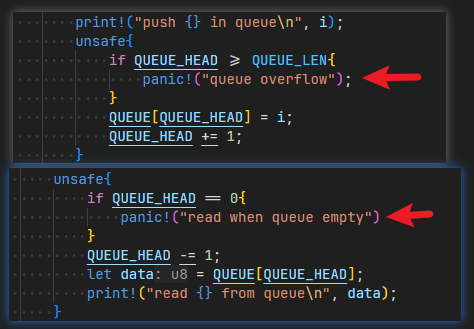 print!("push {} in queue\n", i);
unsafe{
if QUEUE_HEAD ⩾ QUEUE_LEN{
panic!("queue overflow");
}
QUEUE[QUEUE_HEAD] = i;
QUEUE_HEAD += 1;
}
unsafe{
if QUEUE_HEAD == 0{
panic!("read when queue empty")
}
QUEUE_HEAD -= 1;
let data: u8 = QUEUE[QUEUE_HEAD];
print!("read {} from queue\n", data);
}